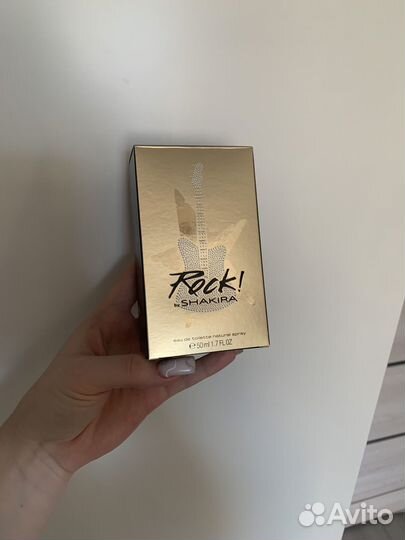 Rock!
by SHAKIRA
eau de toilette natural spray
e 50ml 1.7 FL OZ
Avito